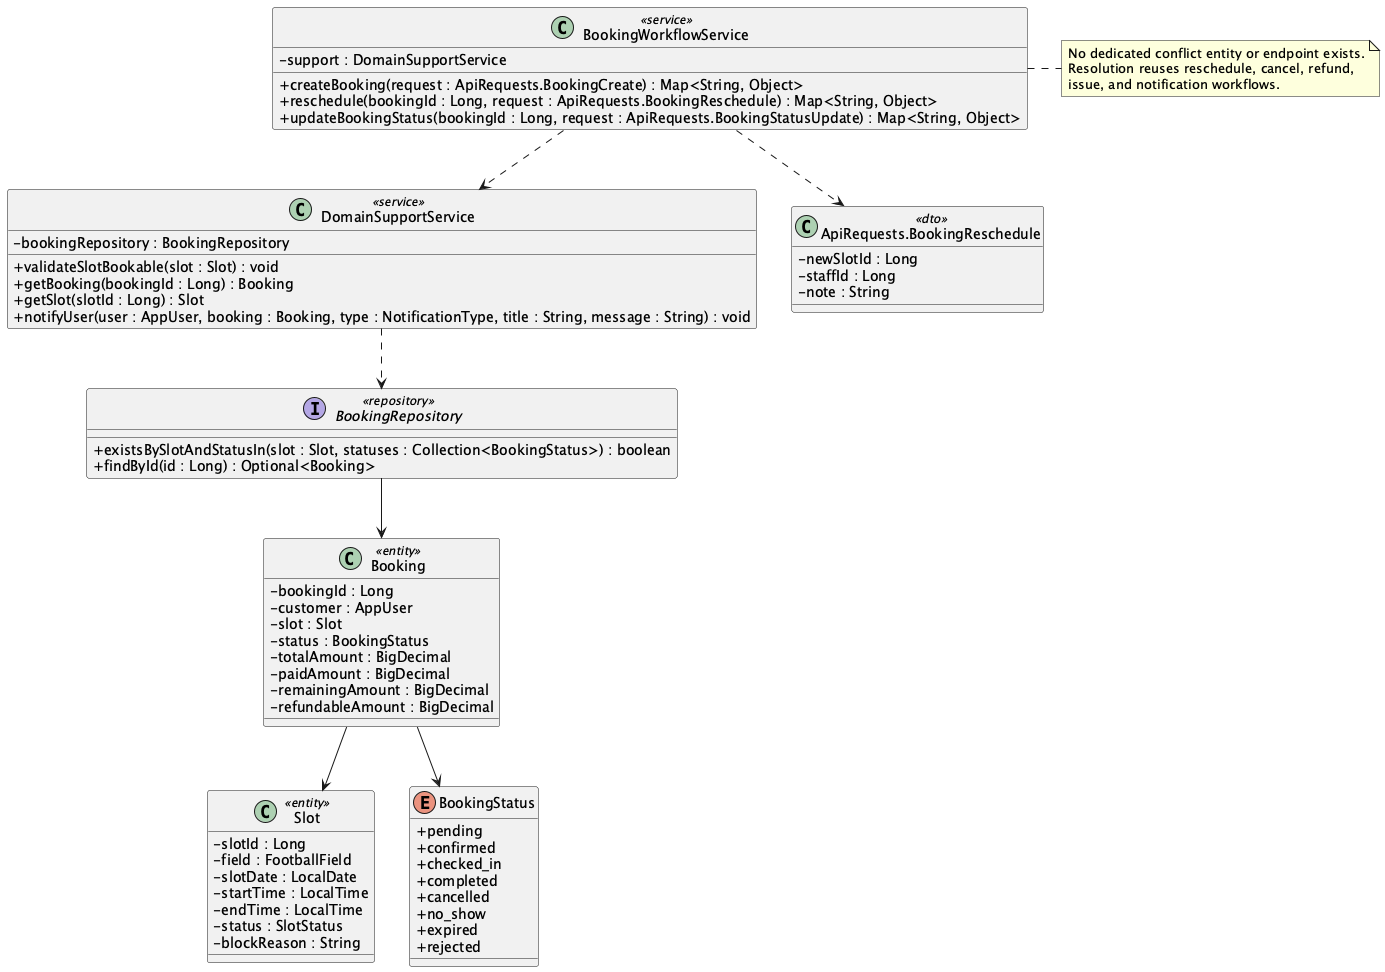 C «service» BookingWorkflowService
-support : DomainSupportService
+createBooking(request : ApiRequests.BookingCreate) : Map<String, Object>
+reschedule(bookingId : Long, request : ApiRequests.BookingReschedule) : Map<String, Object>
+updateBookingStatus(bookingId : Long, request : ApiRequests.BookingStatusUpdate) : Map<String, Object>
No dedicated conflict entity or endpoint exists.
Resolution reuses reschedule, cancel, refund,
issue, and notification workflows.
C «service» DomainSupportService
-bookingRepository : BookingRepository
+validateSlotBookable(slot : Slot) : void
+getBooking(bookingId : Long) : Booking
+getSlot(slotId : Long) : Slot
+notifyUser(user : AppUser, booking : Booking, type : NotificationType, title : String, message : String) : void
C «dto» ApiRequests.BookingReschedule
-newSlotId : Long
-staffId : Long
-note : String
I «repository» BookingRepository
+existsBySlotAndStatusIn(slot : Slot, statuses : Collection<BookingStatus>) : boolean
+findById(id : Long) : Optional<Booking>
C «entity» Booking
-bookingId : Long
-customer : AppUser
-slot : Slot
-status : BookingStatus
-totalAmount : BigDecimal
-paidAmount : BigDecimal
-remainingAmount : BigDecimal
-refundableAmount : BigDecimal
C «entity» Slot
-slotId : Long
-field : FootballField
-slotDate : LocalDate
-startTime : LocalTime
-endTime : LocalTime
-status : SlotStatus
-blockReason : String
E BookingStatus
+pending
+confirmed
+checked_in
+completed
+cancelled
+no_show
+expired
+rejected